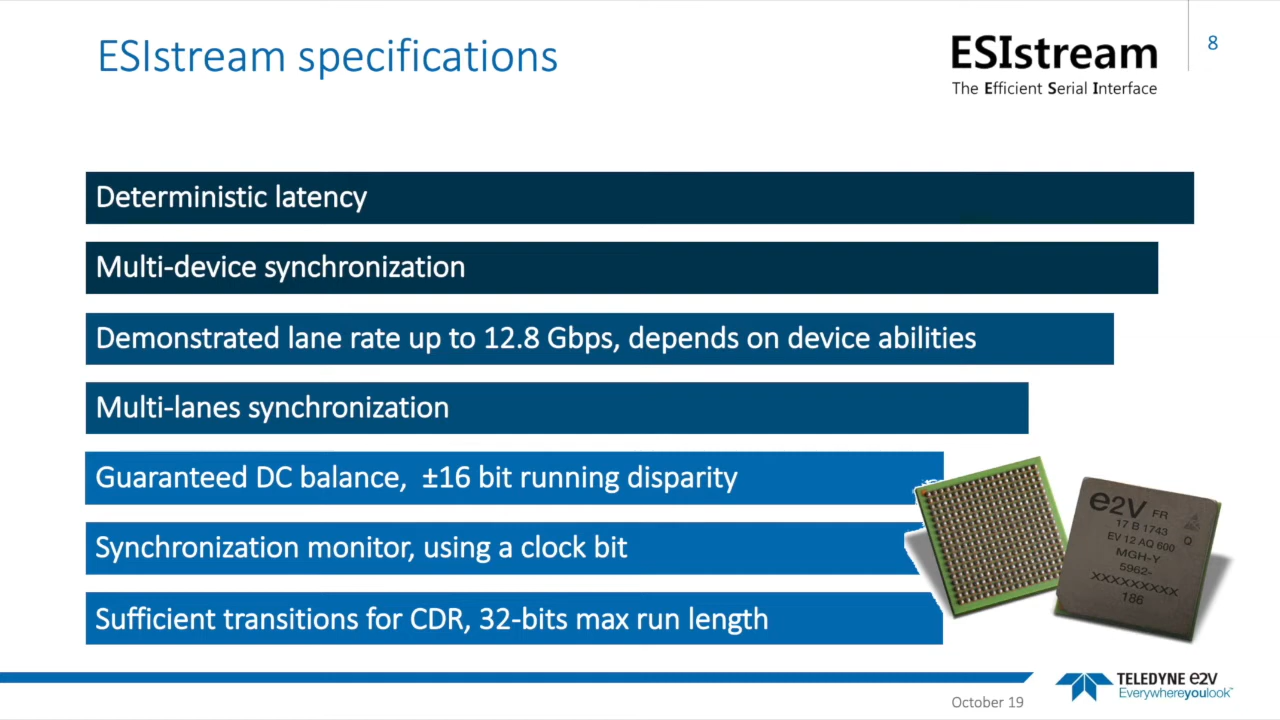 ESIstream specifications
ESIstream
The Efficient Serial Interface
8
Deterministic latency
Multi-device synchronization
Demonstrated lane rate up to 12.8 Gbps, depends on device abilities
Multi-lanes synchronization
Guaranteed DC balance, ±16 bit running disparity
Synchronization monitor, using a clock bit
Sufficient transitions for CDR, 32-bits max run length
e2v FR
17 B 1743
EV 12 AQ 600
MGH-Y
5962-
XXXXXXXXX
186
TELEDYNE e2v
Everywhereyoulook™
October 19